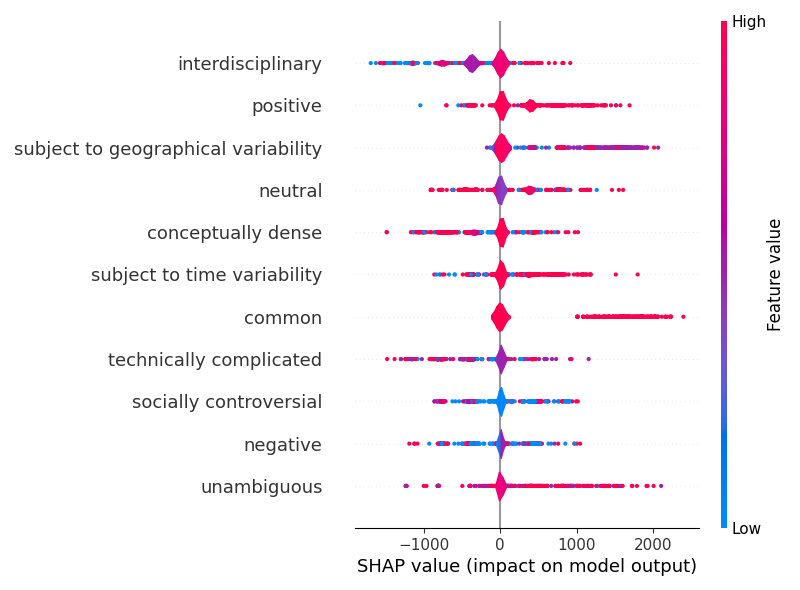 High
interdisciplinary
positive
subject to geographical variability
neutral
conceptually dense
subject to time variability
common
technically complicated
socially controversial
negative
unambiguous
Low
Feature value
−1000 0 1000 2000
SHAP value (impact on model output)